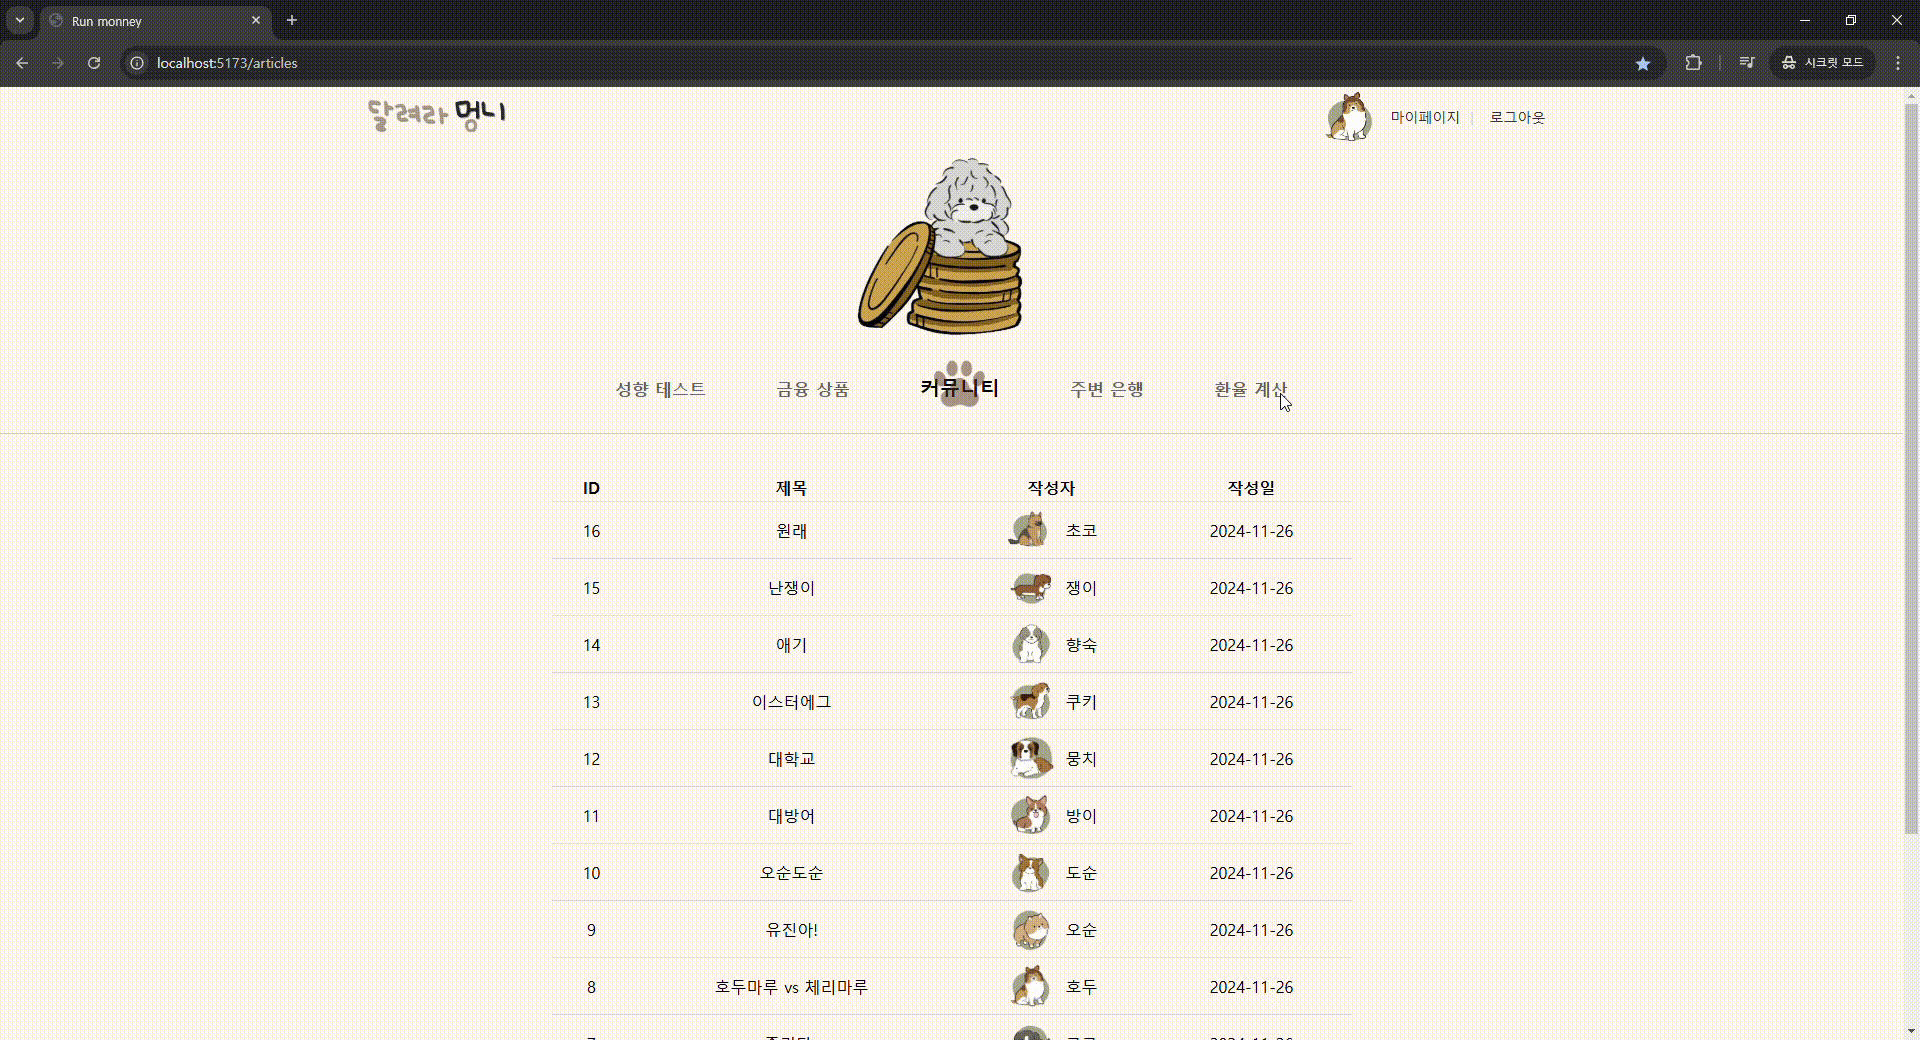 Run monney
localhost:5173/articles
시크릿 모드
달려라 멍니
마이페이지 | 로그아웃
성향 테스트 금융 상품 커뮤니티 주변 은행 환율 계산
ID 제목 작성자 작성일
16 원래 초코 2024-11-26
15 난쟁이 쟁이 2024-11-26
14 애기 향숙 2024-11-26
13 이스터에그 쿠키 2024-11-26
12 대학교 뭉치 2024-11-26
11 대방어 방이 2024-11-26
10 오순도순 도순 2024-11-26
9 유진아! 오순 2024-11-26
8 호두마루 vs 체리마루 호두 2024-11-26